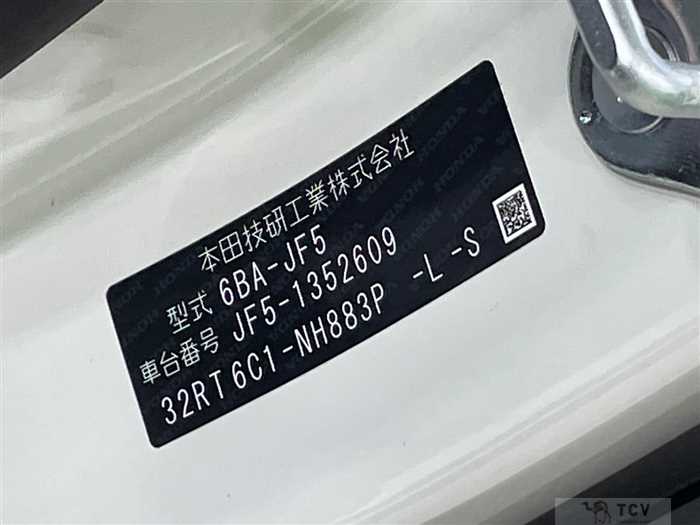 本田技研工業株式会社
型式 6BA-JF5
車台番号 JF5-1352609
32RT6C1-NH883P -L-S
TCV